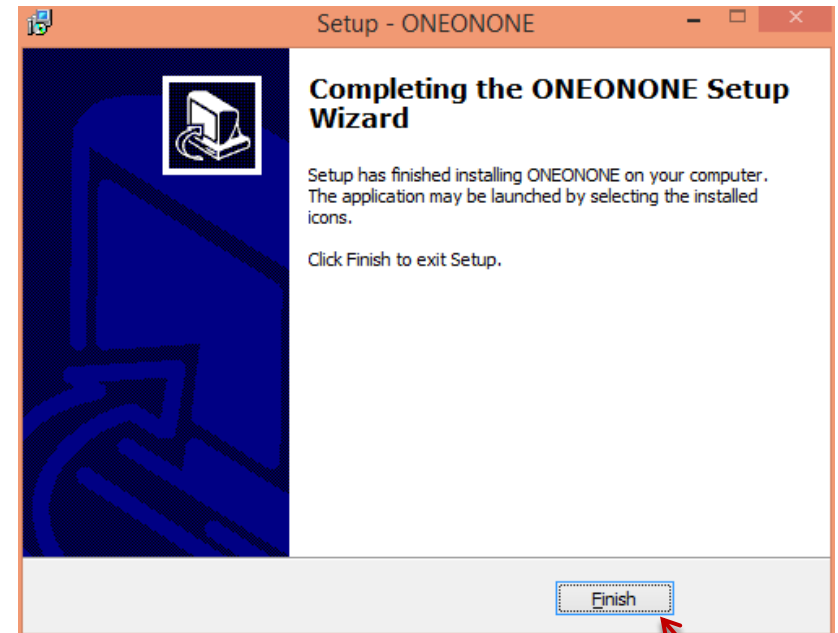 Setup - ONEONONE
Completing the ONEONONE Setup
Wizard
Setup has finished installing ONEONONE on your computer.
The application may be launched by selecting the installed
icons.
Click Finish to exit Setup.
Finish